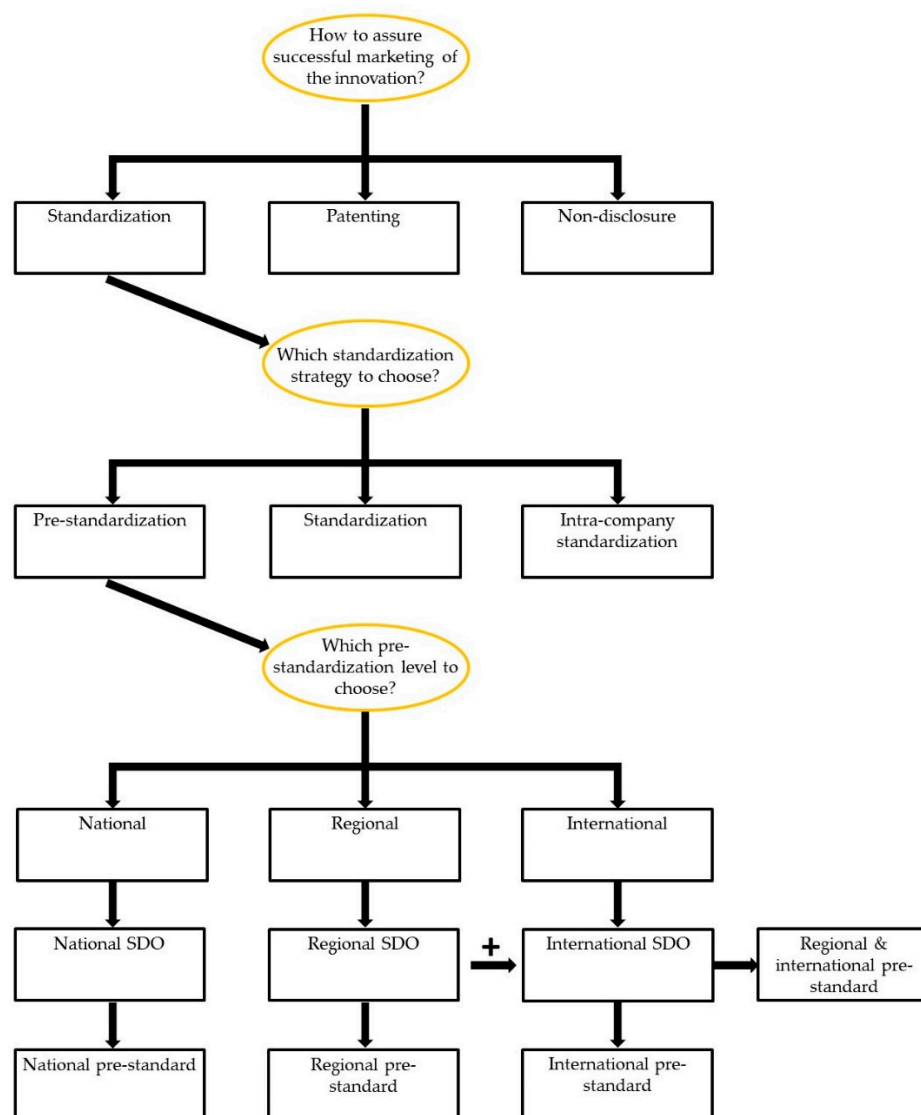 How to assure
successful marketing of
the innovation?
Standardization
Patenting
Non-disclosure
Which standardization
strategy to choose?
Pre-standardization
Standardization
Intra-company
standardization
Which pre-
standardization level to
choose?
National
Regional
International
National SDO
Regional SDO
+
International SDO
Regional &
international pre-
standard
National pre-standard
Regional pre-
standard
International pre-
standard